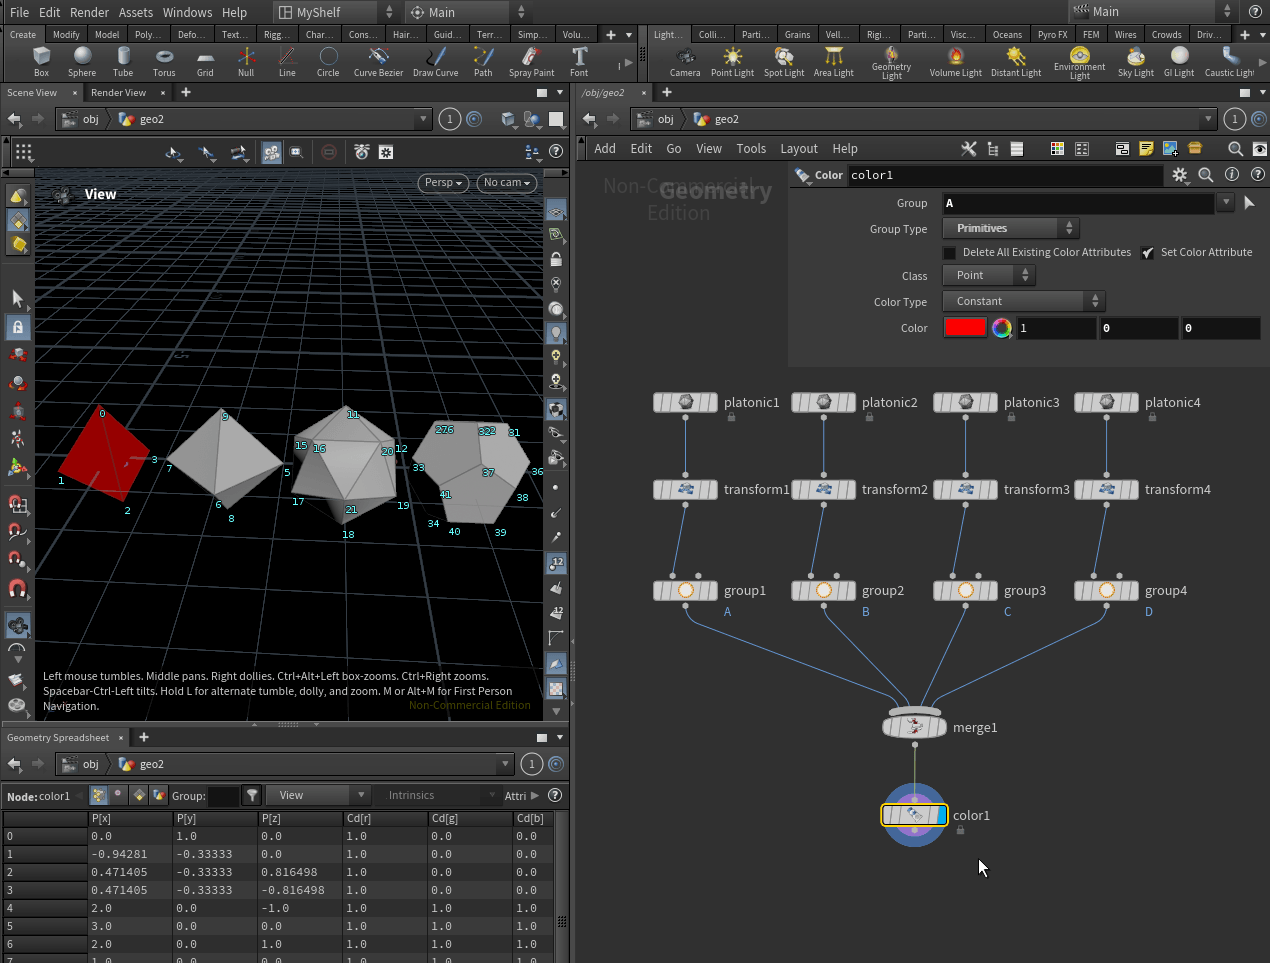 File Edit Render Assets Windows Help MyShelf Main Main
Create Modify Model Poly... Defo... Text... Rigg... Char... Cons... Hair... Guid... Terr... Simp... Volu...
Light... Colli... Parti... Grains Vell... Rigi... Parti... Visc... Oceans Pyro FX FEM Wires Crowds Driv...
Box Sphere Tube Torus Grid Null Line Circle Curve Bezier Draw Curve Path Spray Paint Font
Camera Point Light Spot Light Area Light Geometry Light Volume Light Distant Light Environment Light Sky Light GI Light Caustic Light
Scene View Render View
obj geo2 1
View Persp No cam
0
1
2
3
9
7
5
6
8
11
15 16 20 12
17 21 19
18
276 322 31
33 37 36
41 38
34 40 39
Left mouse tumbles. Middle pans. Right dollies. Ctrl+Alt+Left box-zooms. Ctrl+Right zooms.
Spacebar-Ctrl-Left tilts. Hold L for alternate tumble, dolly, and zoom. M or Alt+M for First Person
Navigation.
Non-Commercial Edition
Geometry Spreadsheet
obj geo2 1
Node: color1 Group: View Intrinsics Attri
P[x] P[y] P[z] Cd[r] Cd[g] Cd[b]
0 0.0 1.0 0.0 1.0 0.0 0.0
1 -0.94281 -0.33333 0.0 1.0 0.0 0.0
2 0.471405 -0.33333 0.816498 1.0 0.0 0.0
3 0.471405 -0.33333 -0.816498 1.0 0.0 0.0
4 2.0 0.0 -1.0 1.0 1.0 1.0
5 3.0 0.0 0.0 1.0 1.0 1.0
6 2.0 0.0 1.0 1.0 1.0 1.0
7 1.0 0.0 0.0 1.0 1.0 1.0
/obj/geo2
obj geo2 1
Add Edit Go View Tools Layout Help
Non-Commercial
Edition
Geometry
Color color1
Group A
Group Type Primitives
Delete All Existing Color Attributes Set Color Attribute
Class Point
Color Type Constant
Color 1 0 0
platonic1 platonic2 platonic3 platonic4
transform1 transform2 transform3 transform4
group1 group2 group3 group4
A B C D
merge1
color1